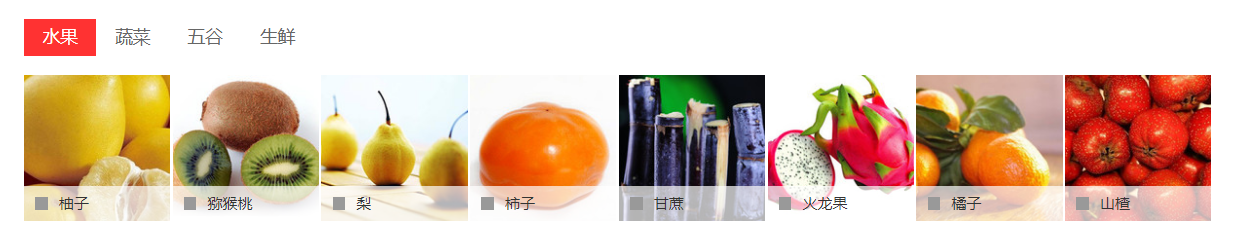 水果 蔬菜 五谷 生鲜
柚子 猕猴桃 梨 柿子 甘蔗 火龙果 橘子 山楂